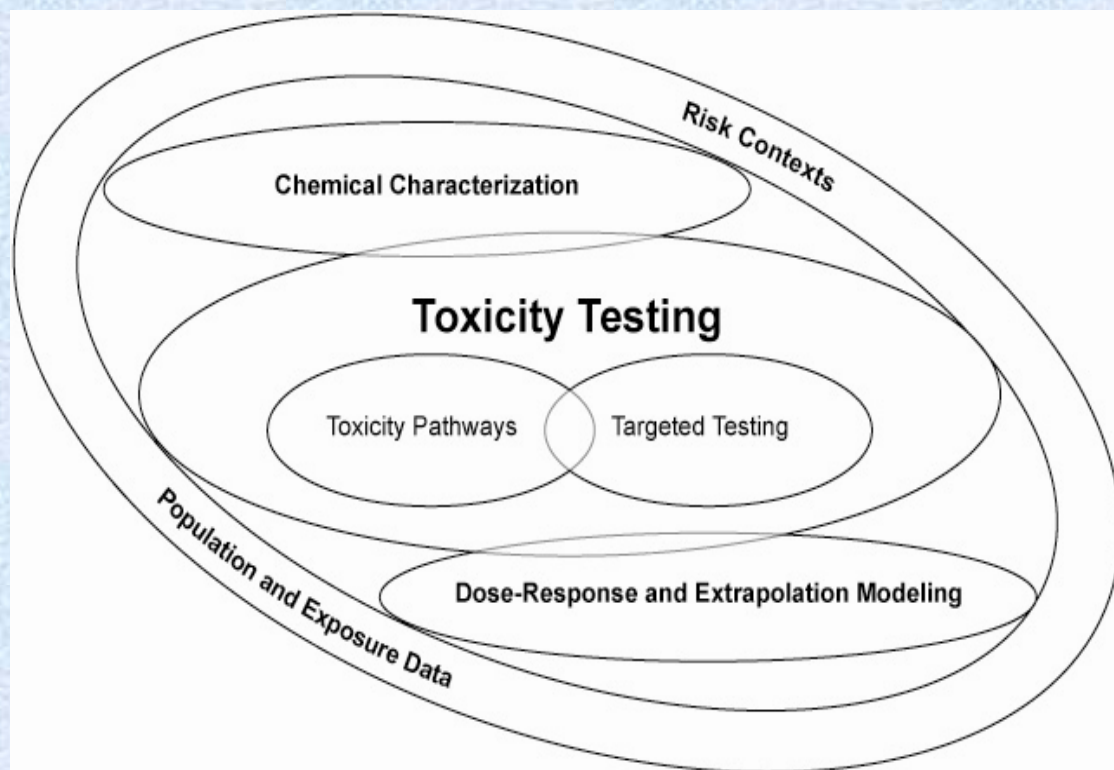 Risk Contexts
Chemical Characterization
Toxicity Testing
Toxicity Pathways
Targeted Testing
Dose-Response and Extrapolation Modeling
Population and Exposure Data